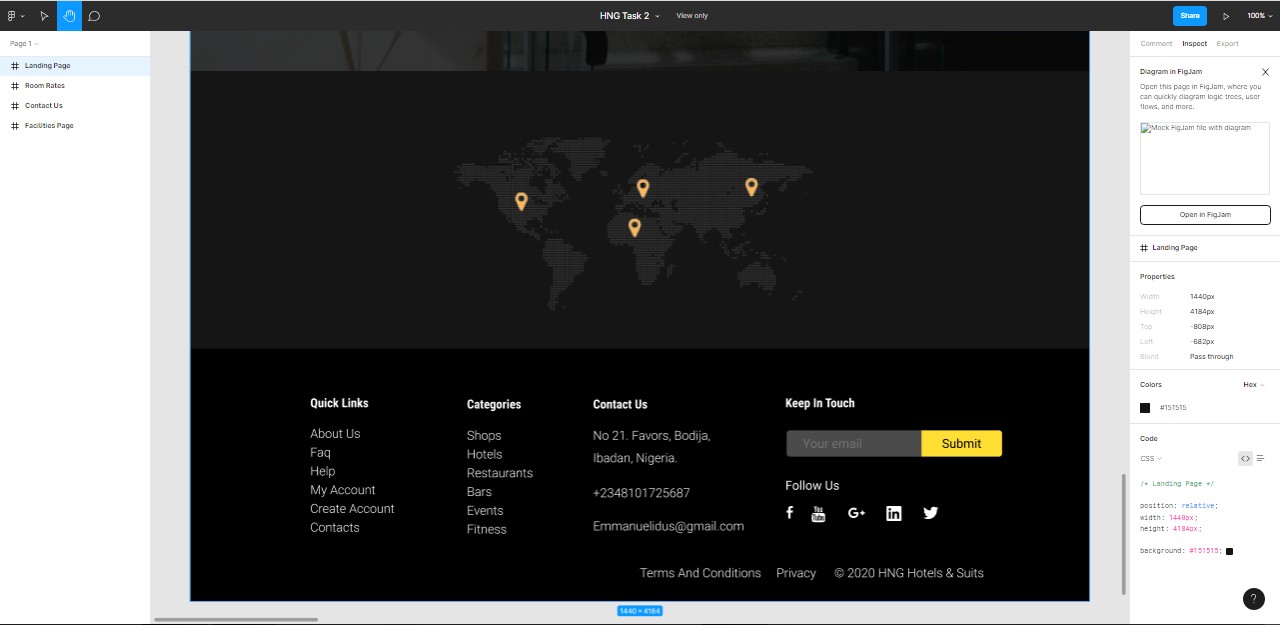 HNG Task 2
View only
Share
100%
Page 1
Landing Page
Room Rates
Contact Us
Facilities Page
Quick Links
About Us
Faq
Help
My Account
Create Account
Contacts
Categories
Shops
Hotels
Restaurants
Bars
Events
Fitness
Contact Us
No 21. Favors, Bodija,
Ibadan, Nigeria.
+2348101725687
Emmanuelidus@gmail.com
Keep In Touch
Your email
Submit
Follow Us
f
You Tube
G+
in
Terms And Conditions Privacy © 2020 HNG Hotels & Suits
1440 × 4184
Comment Inspect Export
Diagram in FigJam
Open this page in FigJam, where you
can quickly diagram logic trees, user
flows, and more.
Mock FigJam file with diagram
Open in FigJam
Landing Page
Properties
Width 1440px
Height 4184px
Top -808px
Left -682px
Blend Pass through
Colors Hex
#151515
Code
CSS
<>
/* Landing Page */
position: relative;
width: 1440px;
height: 4184px;
background: #151515;
?